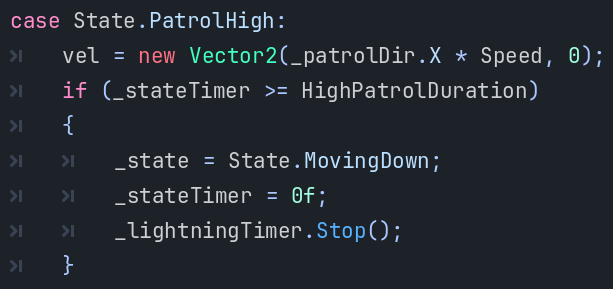 case State.PatrolHigh:
vel = new Vector2(_patrolDir.X * Speed, 0);
if (_stateTimer >= HighPatrolDuration)
{
_state = State.MovingDown;
_stateTimer = 0f;
_lightningTimer.Stop();
}